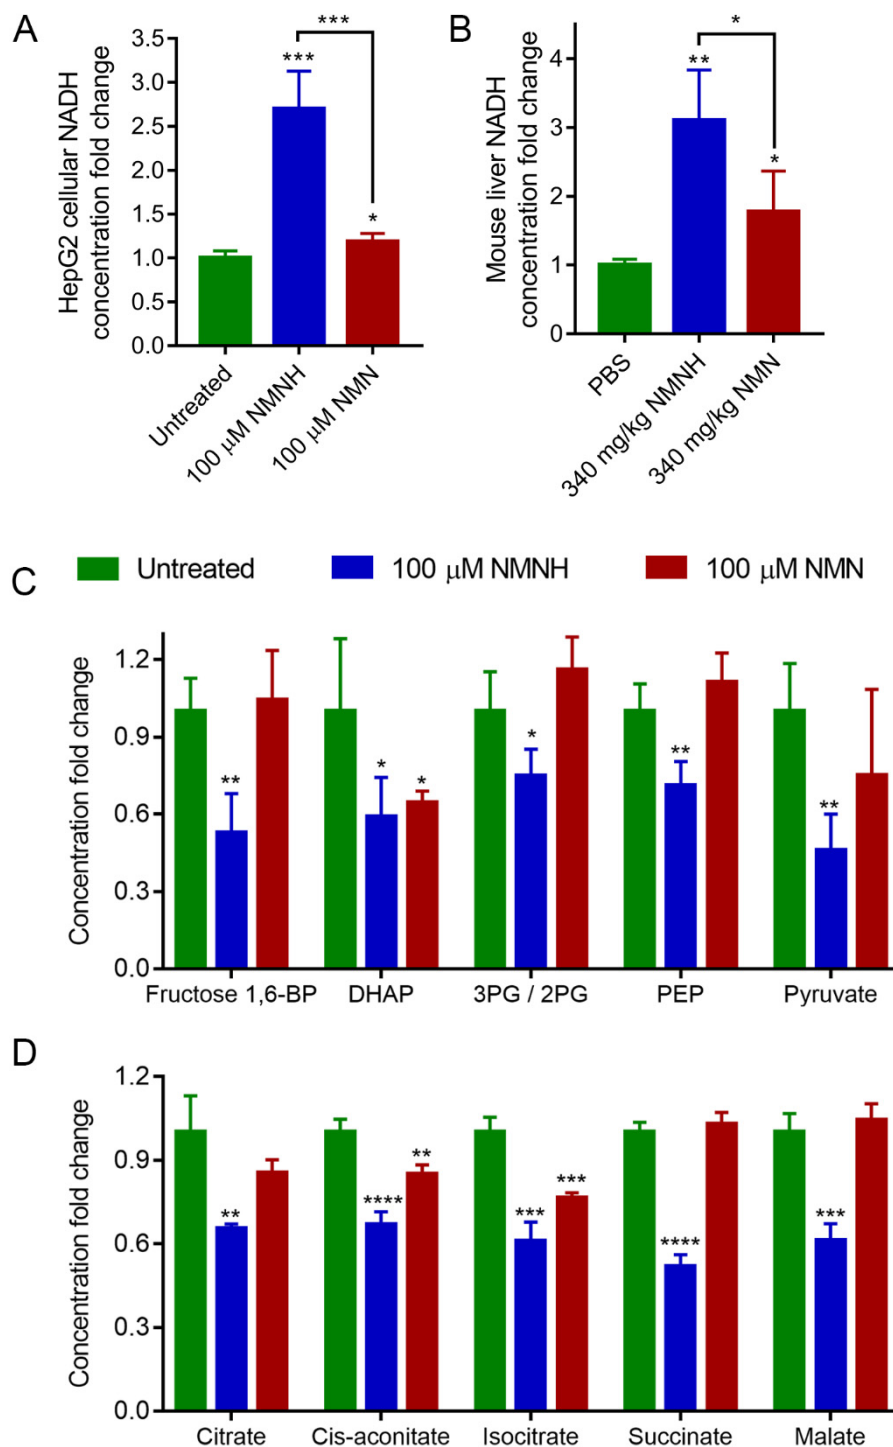 A
HepG2 cellular NADH
concentration fold change
3.5
3.0
2.5
2.0
1.5
1.0
0.5
0.0
***
***
*
Untreated
100 μM NMNH
100 μM NMN
B
Mouse liver NADH
concentration fold change
4
3
2
1
0
*
**
*
PBS
340 mg/kg NMNH
340 mg/kg NMN
C
Untreated
100 μM NMNH
100 μM NMN
Concentration fold change
1.2
0.9
0.6
0.3
0.0
**
*
*
*
**
**
Fructose 1,6-BP
DHAP
3PG / 2PG
PEP
Pyruvate
D
Concentration fold change
1.2
0.9
0.6
0.3
0.0
**
****
**
***
***
****
***
Citrate
Cis-aconitate
Isocitrate
Succinate
Malate